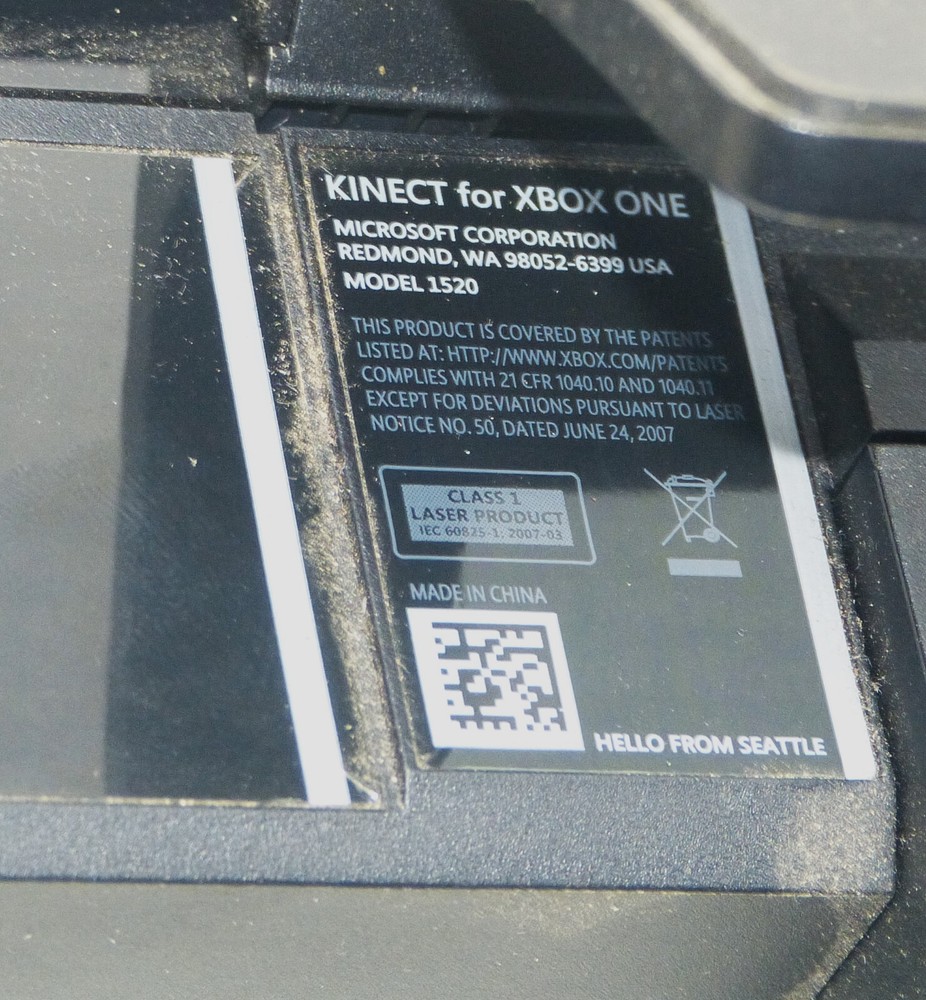 KINECT for XBOX ONE
MICROSOFT CORPORATION
REDMOND, WA 98052-6399 USA
MODEL 1520
THIS PRODUCT IS COVERED BY THE PATENTS
LISTED AT: HTTP://WWW.XBOX.COM/PATENTS
COMPLIES WITH 21 CFR 1040.10 AND 1040.11
EXCEPT FOR DEVIATIONS PURSUANT TO LASER
NOTICE NO. 50, DATED JUNE 24, 2007
CLASS 1
LASER PRODUCT
IEC 60825-1: 2007-03
MADE IN CHINA
HELLO FROM SEATTLE